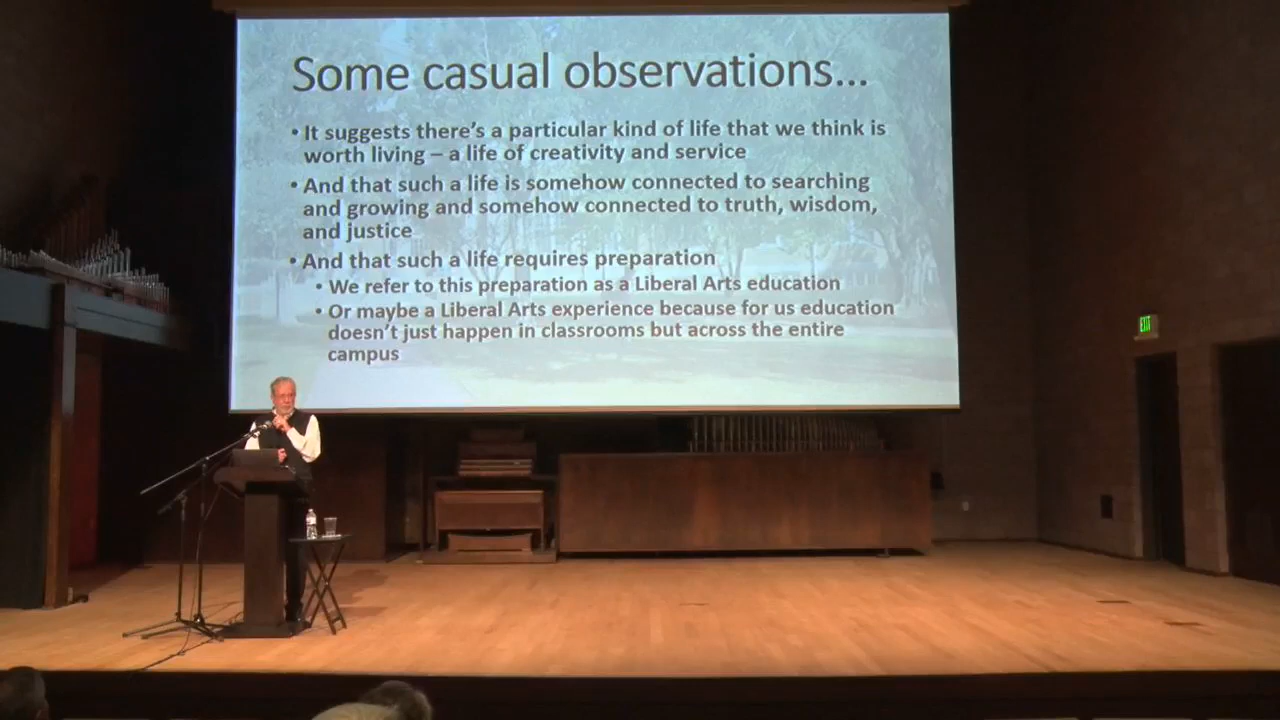 Some casual observations...
• It suggests there's a particular kind of life that we think is
worth living – a life of creativity and service
• And that such a life is somehow connected to searching
and growing and somehow connected to truth, wisdom,
and justice
• And that such a life requires preparation
• We refer to this preparation as a Liberal Arts education
• Or maybe a Liberal Arts experience because for us education
doesn't just happen in classrooms but across the entire
campus
EXIT